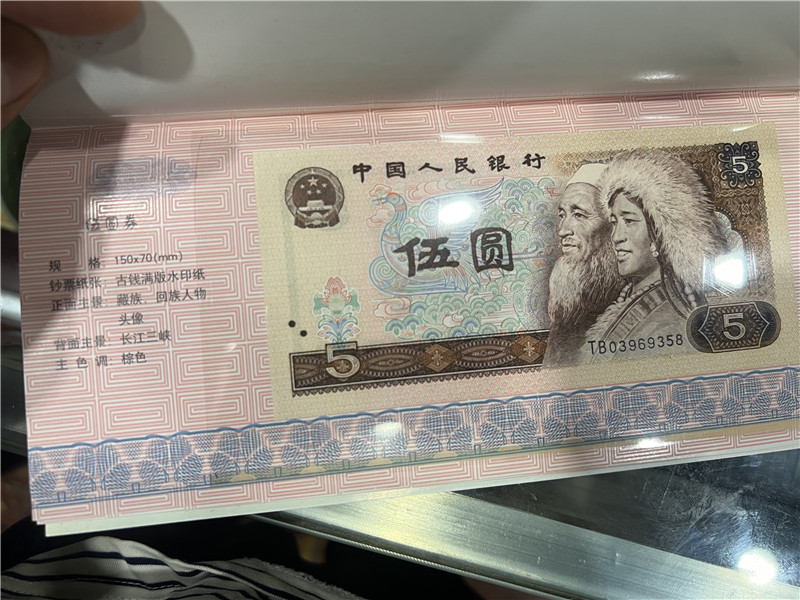 伍圆券
规 格 150x70(mm)
钞票纸张 古钱满版水印纸
正面主景 藏族、回族人物
头像
背面主景 长江三峡
主色调 棕色
中国人民银行
伍圆
5
5
5
TB03969358